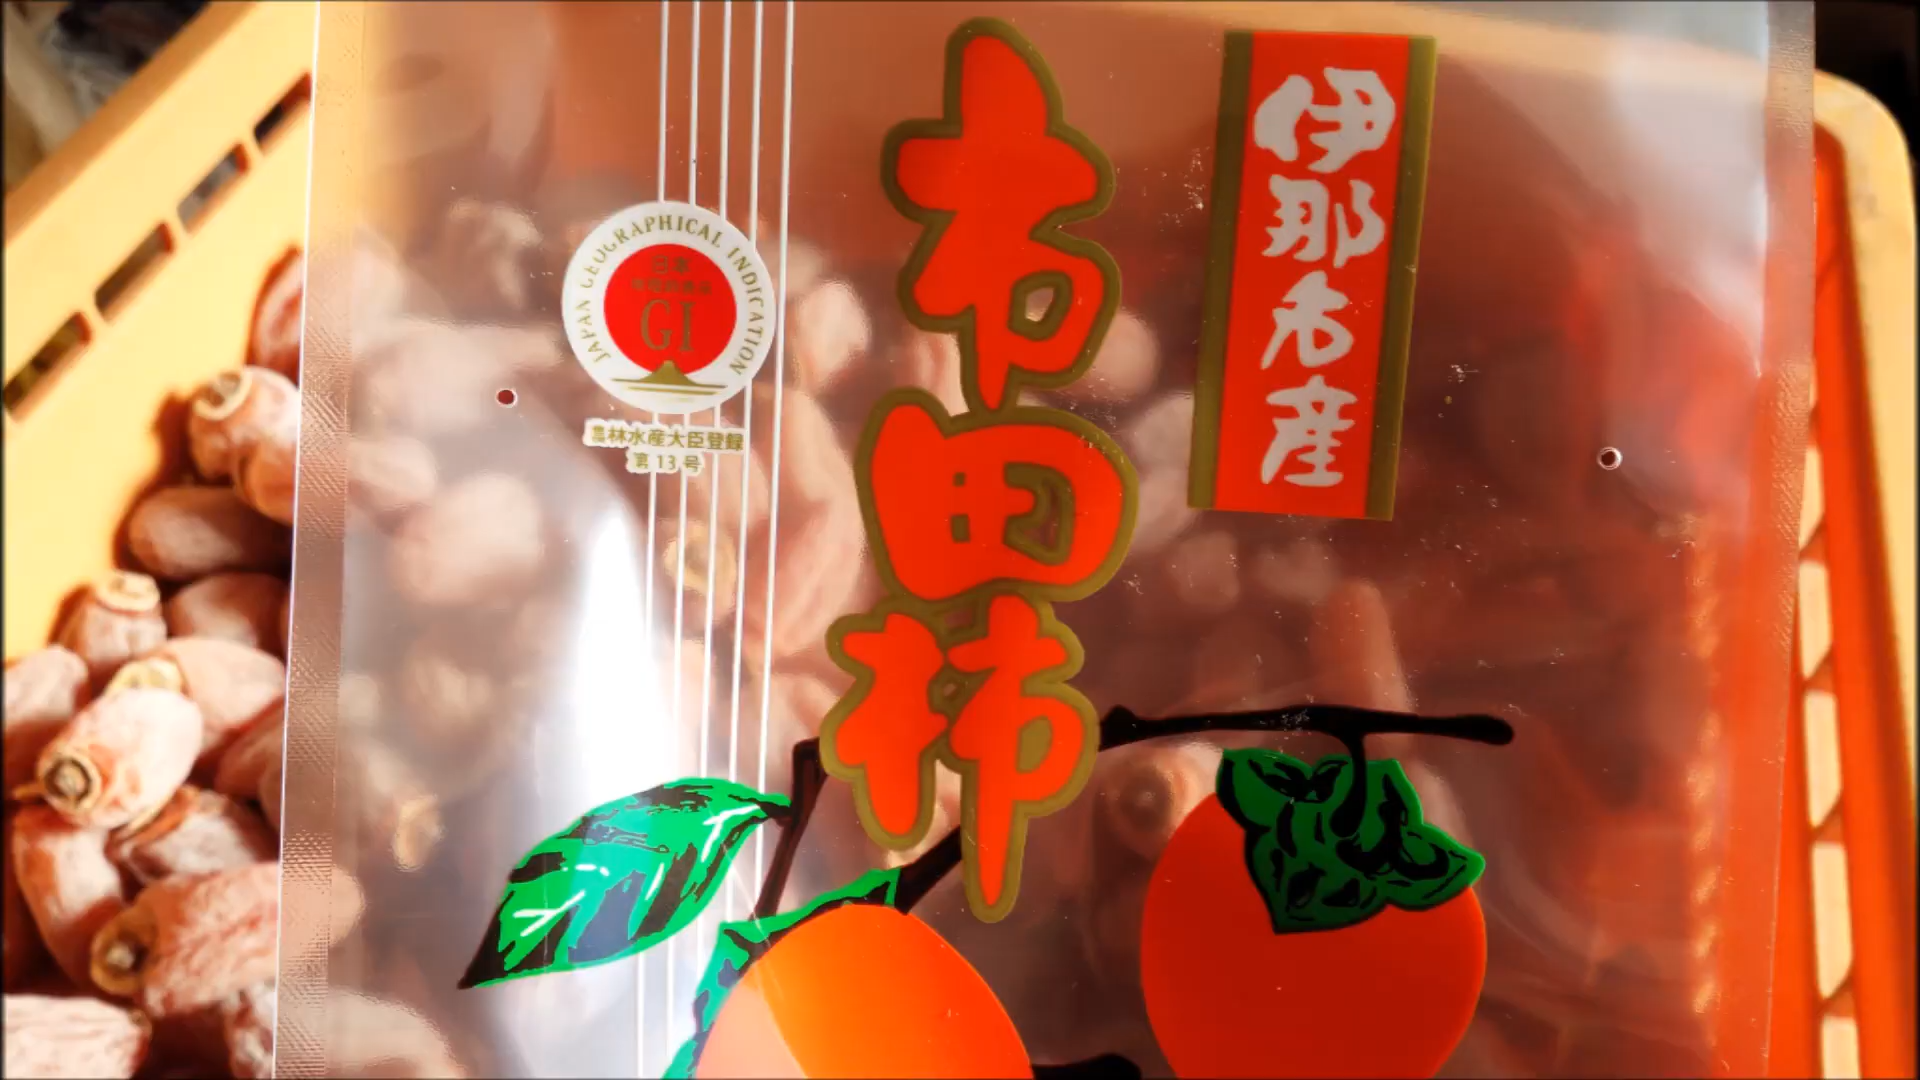 伊那名産
市田柿
JAPAN GEOGRAPHICAL INDICATION
日本
GI
農林水産大臣登録
第13号